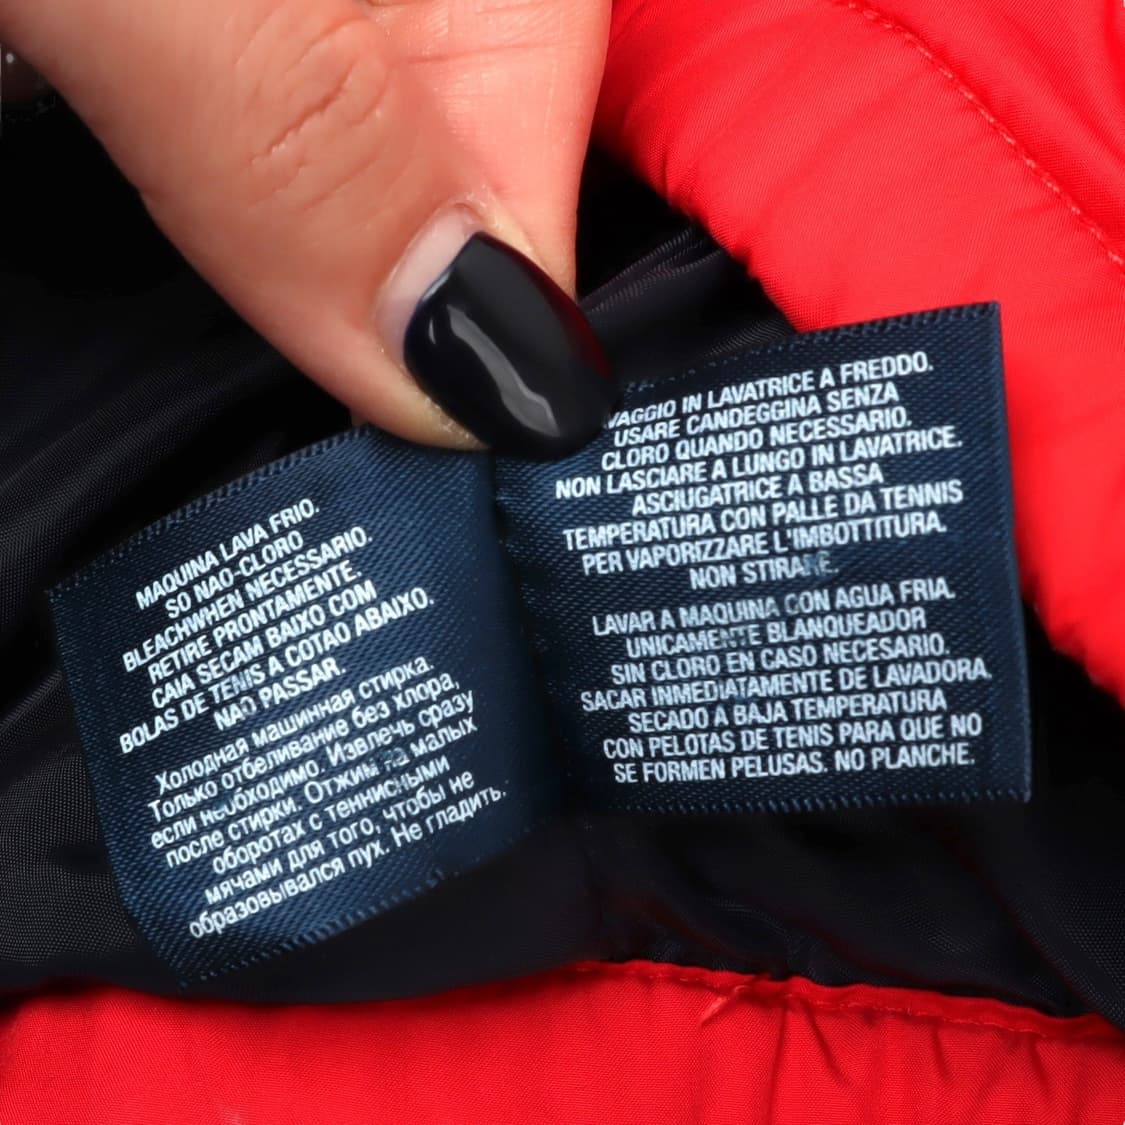 MAQUINA LAVA FRIO.
SO NAO-CLORO
BLEACHWHEN NECESSARIO.
RETIRE PRONTAMENTE.
CAIA SECAM BAIXO COM
BOLAS DE TENIS A COTAO ABAIXO.
NAO PASSAR.
Холодная машинная стирка.
Только отбеливание без хлора,
если необходимо. Извлечь сразу
после стирки. Отжим на малых
оборотах с теннисными
мячами для того, чтобы не
образовывался пух. Не гладить.
IN LAVATRICE A FREDDO.
USARE CANDEGGINA SENZA
CLORO QUANDO NECESSARIO.
NON LASCIARE A LUNGO IN LAVATRICE.
ASCIUGATRICE A BASSA
TEMPERATURA CON PALLE DA TENNIS
PER VAPORIZZARE L'IMBOTTITURA.
NON STIRARE.
LAVAR A MAQUINA CON AGUA FRIA.
UNICAMENTE BLANQUEADOR
SIN CLORO EN CASO NECESARIO.
SACAR INMEDIATAMENTE DE LAVADORA.
SECADO A BAJA TEMPERATURA
CON PELOTAS DE TENIS PARA QUE NO
SE FORMEN PELUSAS. NO PLANCHE.